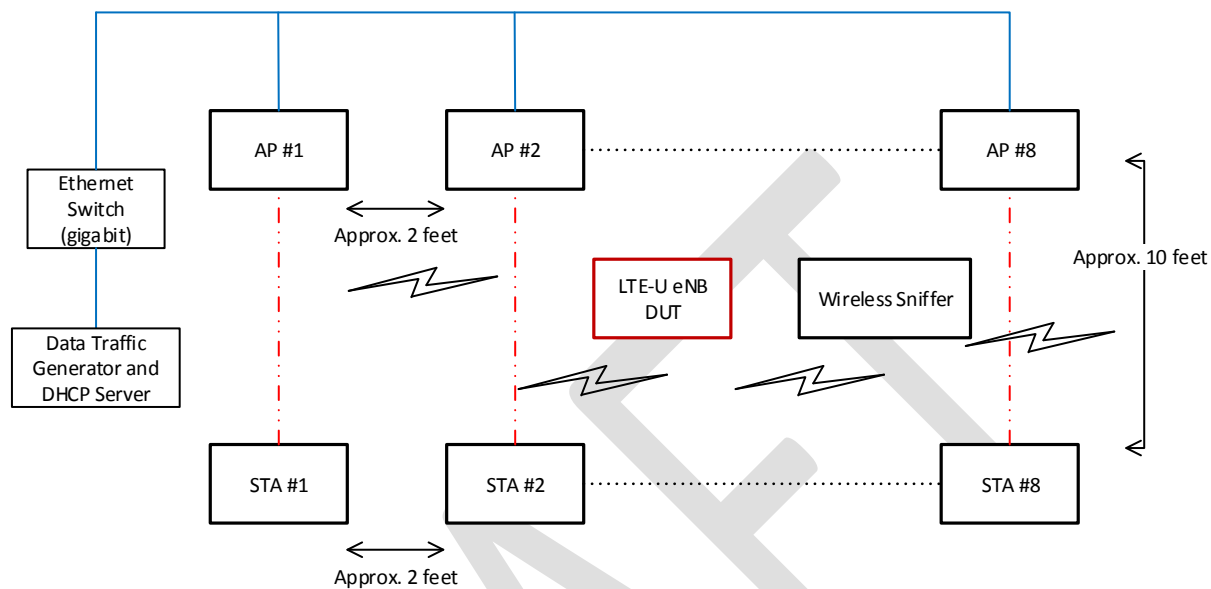 AP #1
AP #2
AP #8
Ethernet
Switch
(gigabit)
Approx. 2 feet
Approx. 10 feet
LTE-U eNB
DUT
Wireless Sniffer
Data Traffic
Generator and
DHCP Server
STA #1
STA #2
STA #8
Approx. 2 feet